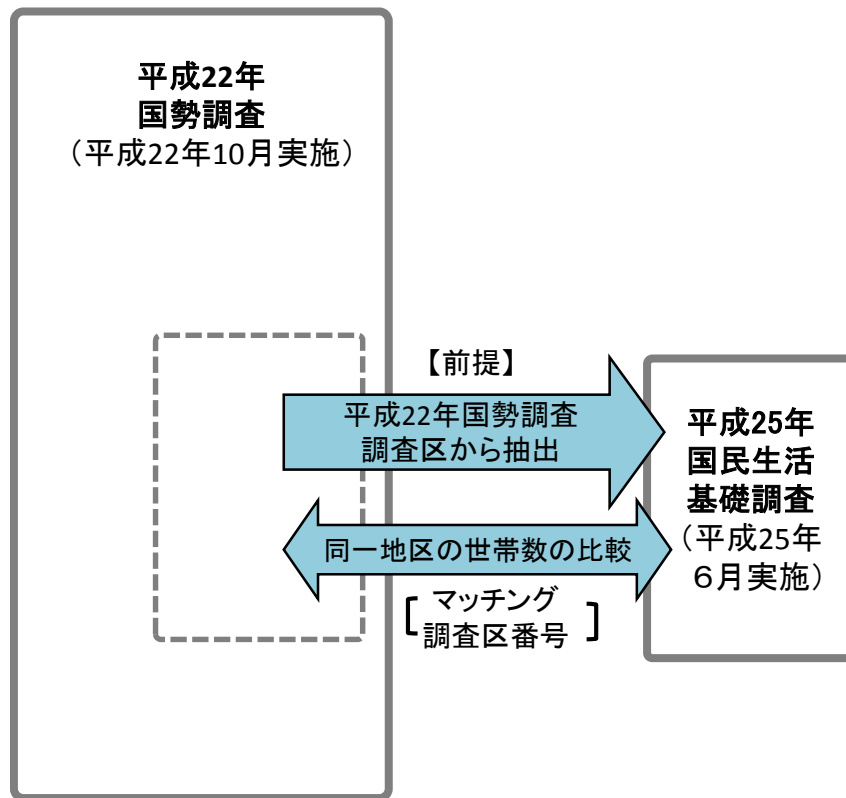 平成22年
国勢調査
（平成22年10月実施）
【前提】
平成22年国勢調査
調査区から抽出
同一地区の世帯数の比較
マッチング
調査区番号
平成25年
国民生活
基礎調査
（平成25年
６月実施）